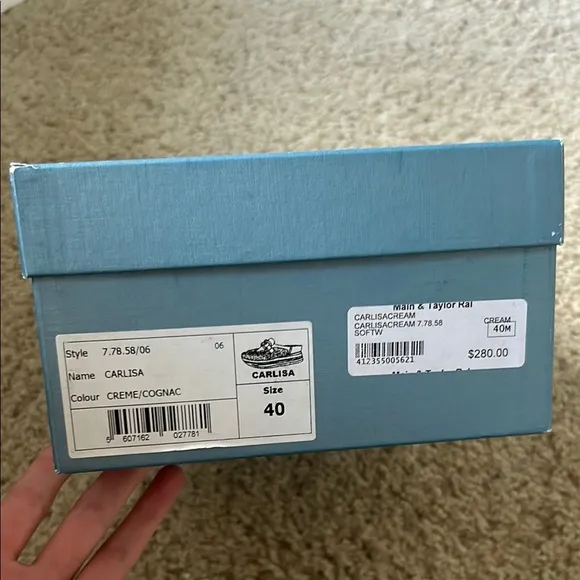 Main & Taylor Ral
CARLISACREAM
CARLISACREAM 7.78.58
SOFTW
CREAM
40M
412355005621
$280.00
Style 7.78.58/06 06
Name CARLISA
Colour CREME/COGNAC
5 607162 027781
CARLISA
Size
40